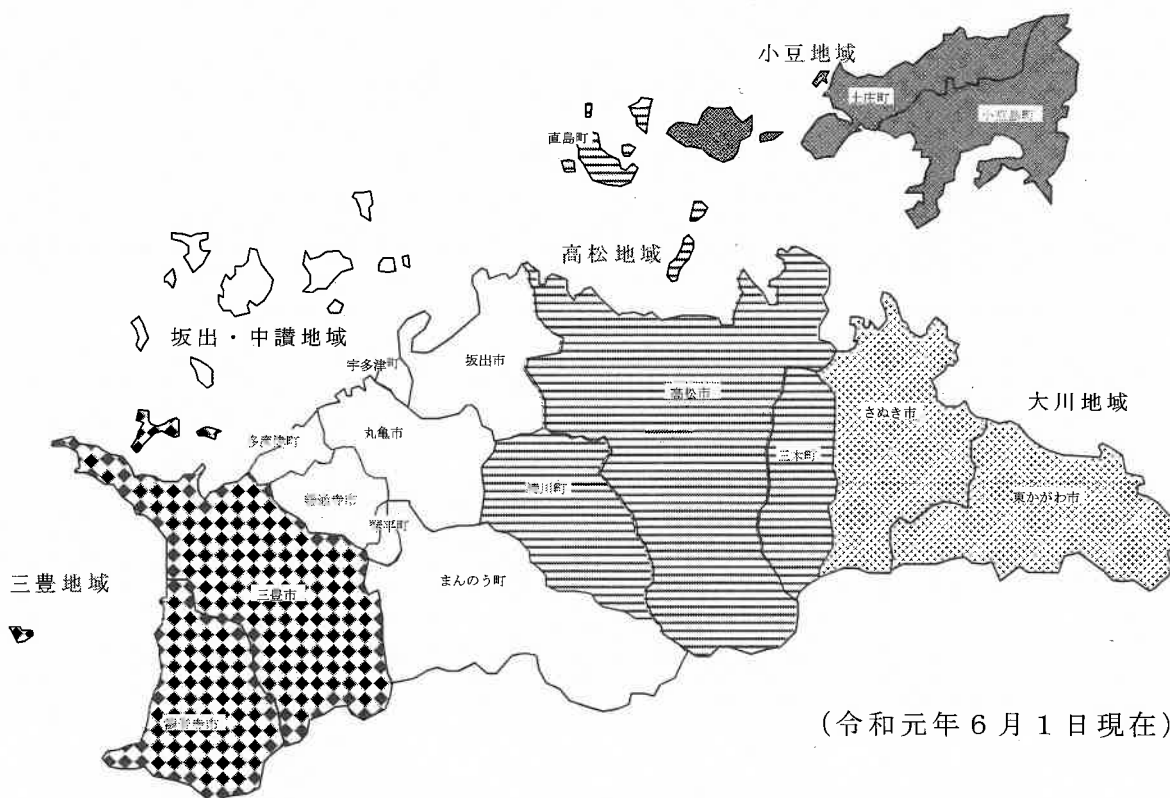 小豆地域
土庄町
小豆島町
直島町
高松地域
坂出・中讃地域
宇多津町
坂出市
高松市
さぬき市
大川地域
丸亀市
多度津町
三木町
善通寺市
綾川町
東かがわ市
琴平町
まんのう町
三豊地域
三豊市
観音寺市
(令和元年6月1日現在)